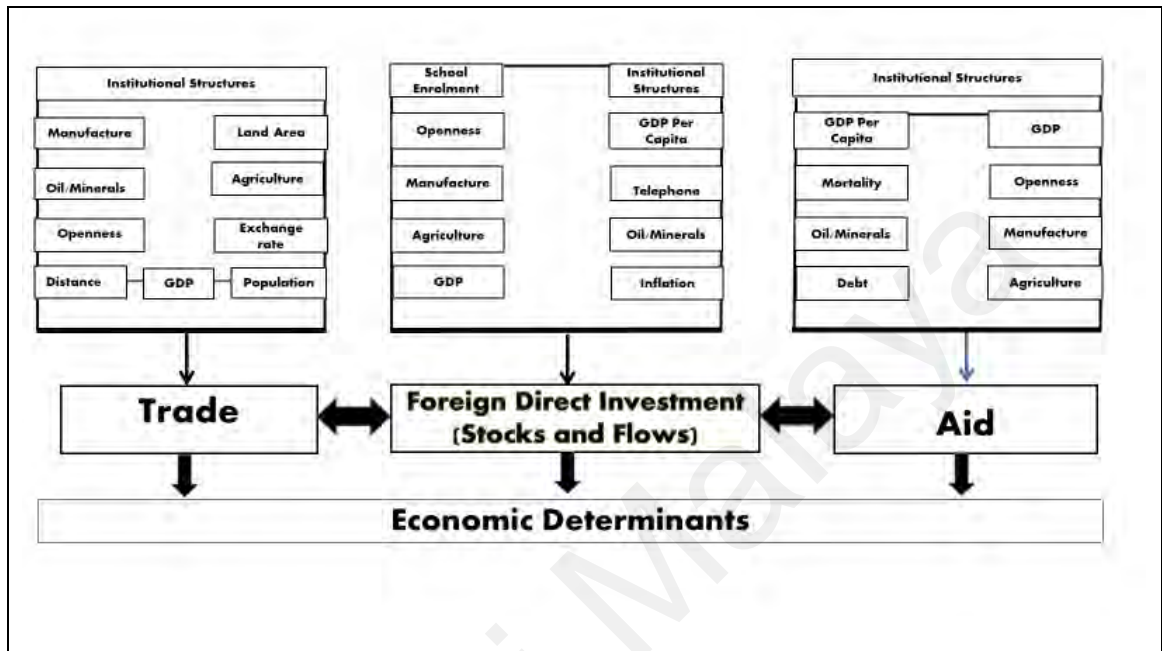 Institutional Structures
Manufacture
Land Area
Oil/Minerals
Agriculture
Openness
Exchange
rate
Distance
GDP
Population
School
Enrolment
Institutional
Structures
Openness
GDP Per
Capita
Manufacture
Telephone
Agriculture
Oil/Minerals
GDP
Inflation
Institutional Structures
GDP Per
Capita
GDP
Mortality
Openness
Oil/Minerals
Manufacture
Debt
Agriculture
Trade
Foreign Direct Investment
(Stocks and Flows)
Aid
Economic Determinants
Malaya